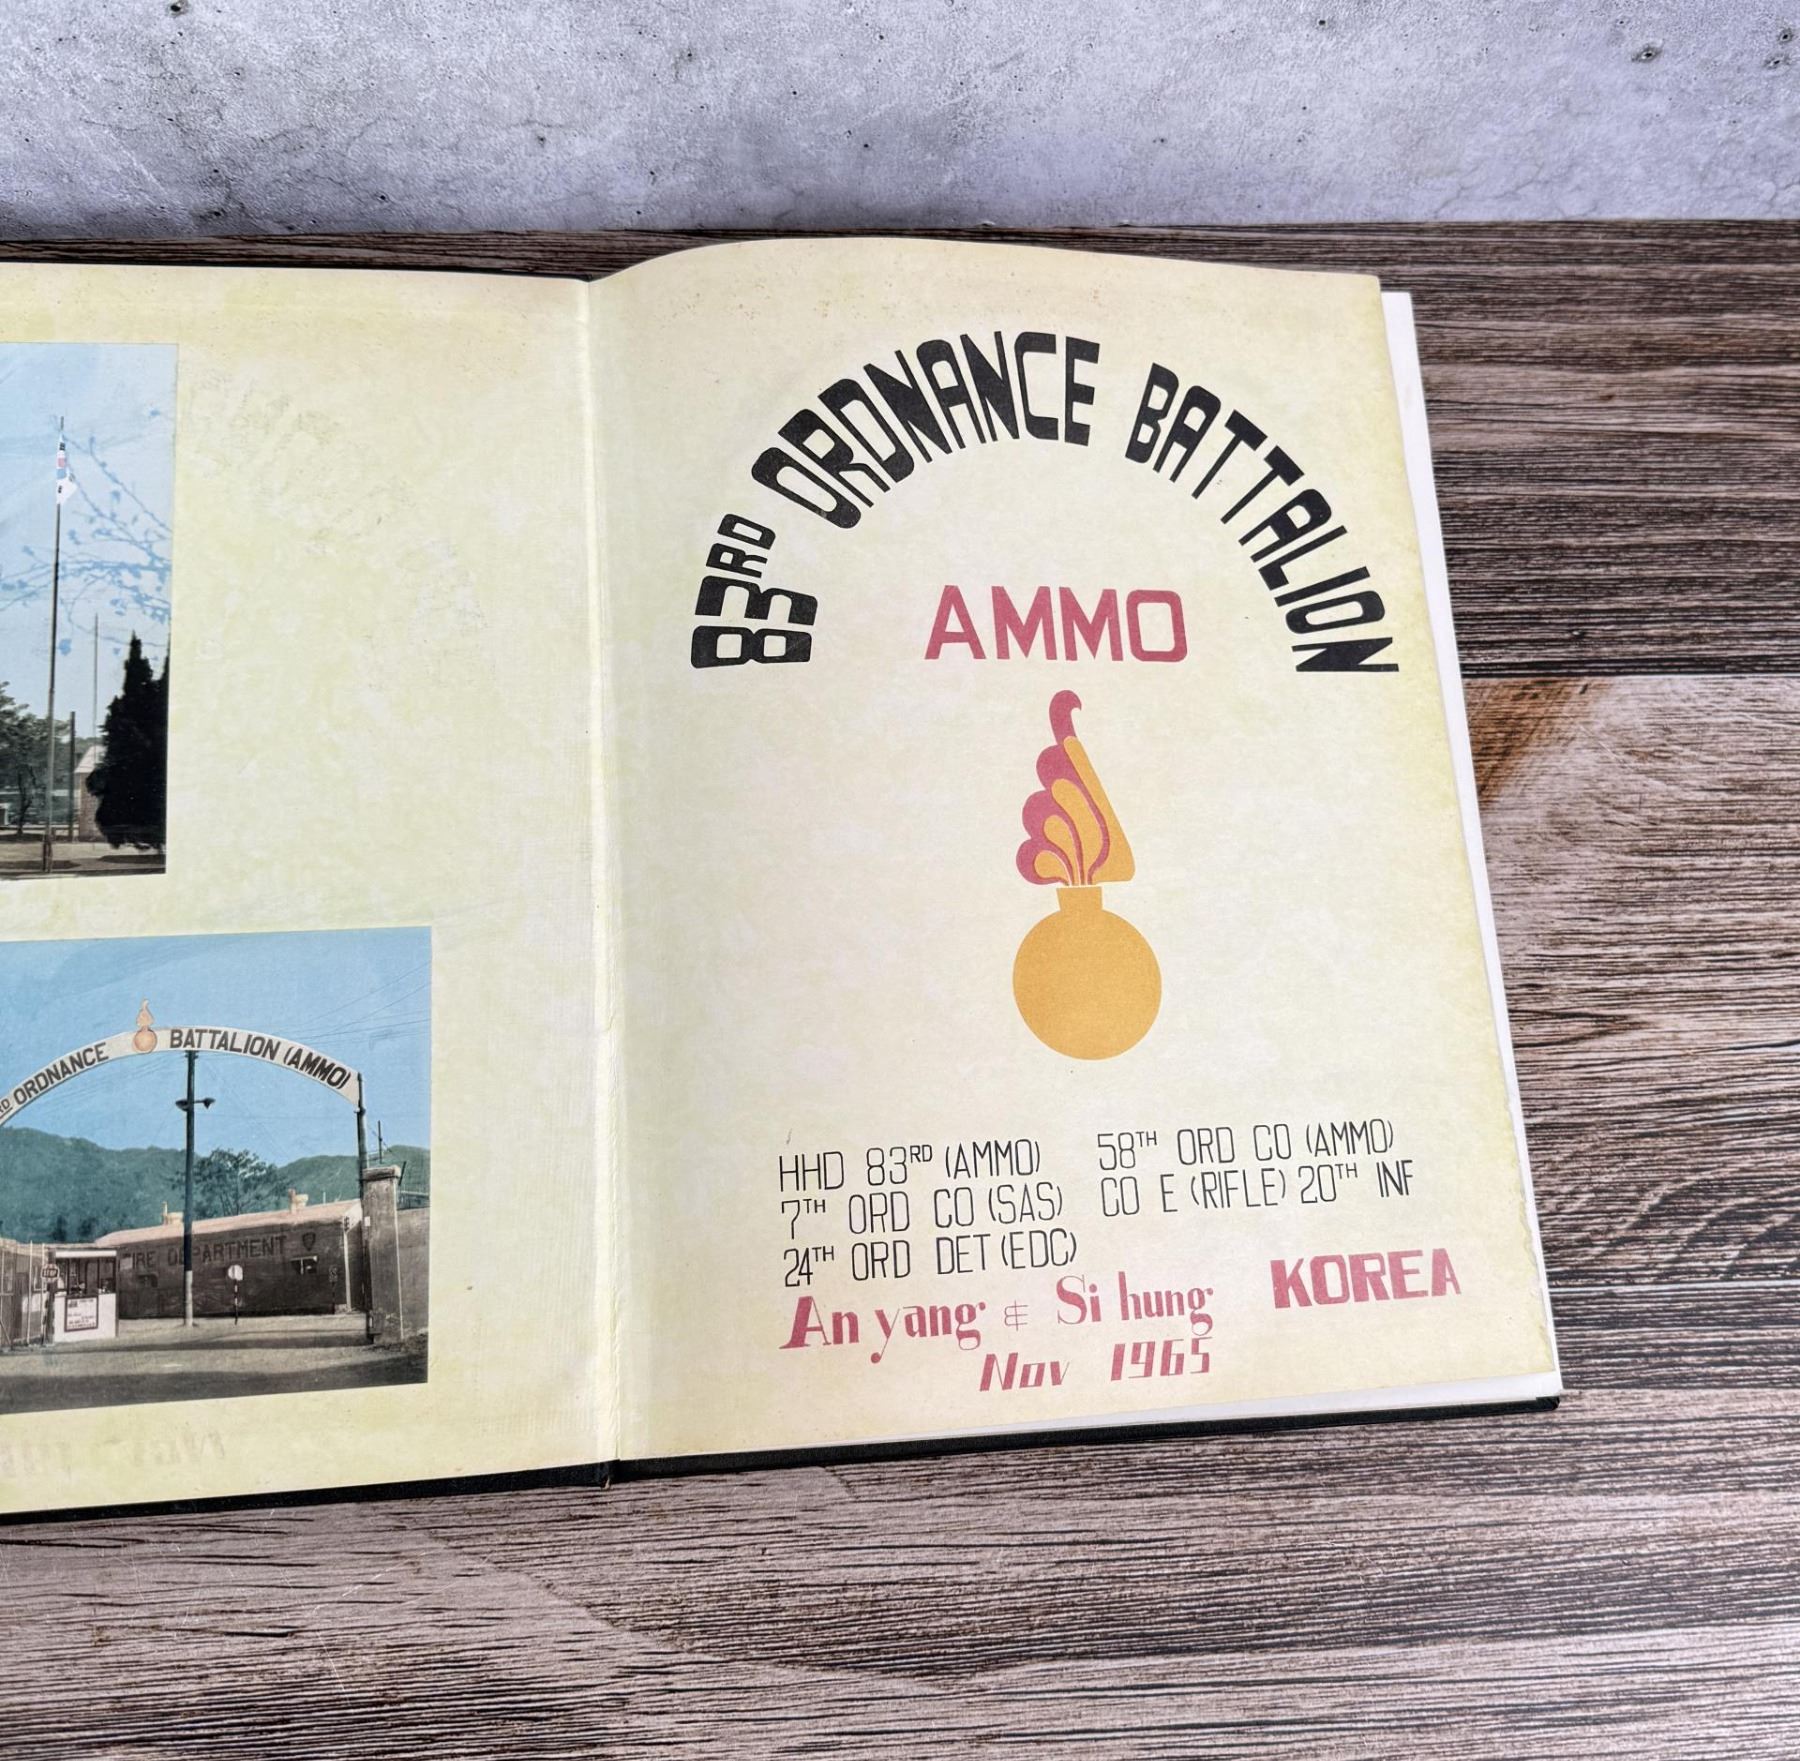 ORDNANCE BATTALION (AMMO)
FIRE DEPARTMENT
83RD ORDNANCE BATTALION
AMMO
HHD 83RD (AMMO) 58TH ORD CO (AMMO)
7TH ORD CO (SAS) CO E (RIFLE) 20TH INF
24TH ORD DET (EDC)
An yang & Si hung KOREA
Nov 1965